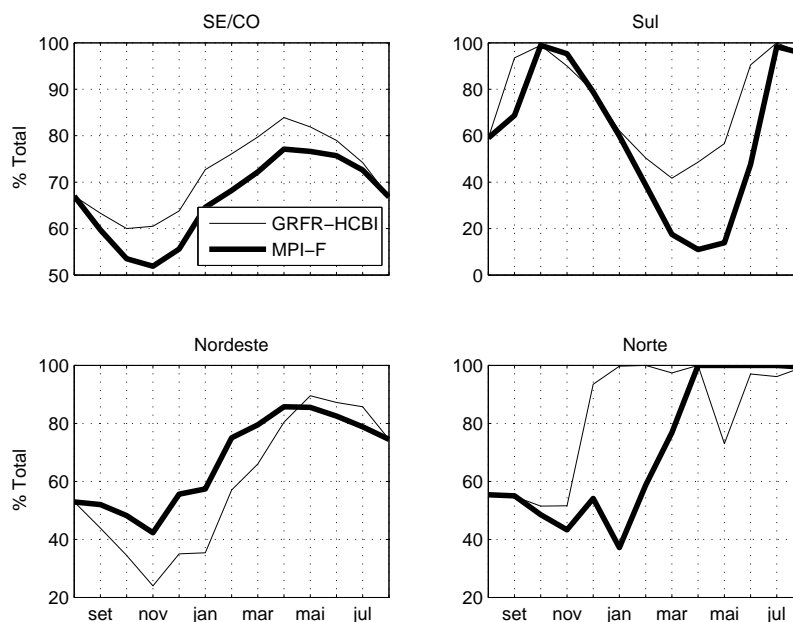 SE/CO
100
90
80
70
60
50
% Total
GRFR−HCBI
MPI−F
Sul
100
80
60
40
20
0
Nordeste
100
80
60
40
20
% Total
set nov jan mar mai jul
Norte
100
80
60
40
20
set nov jan mar mai jul